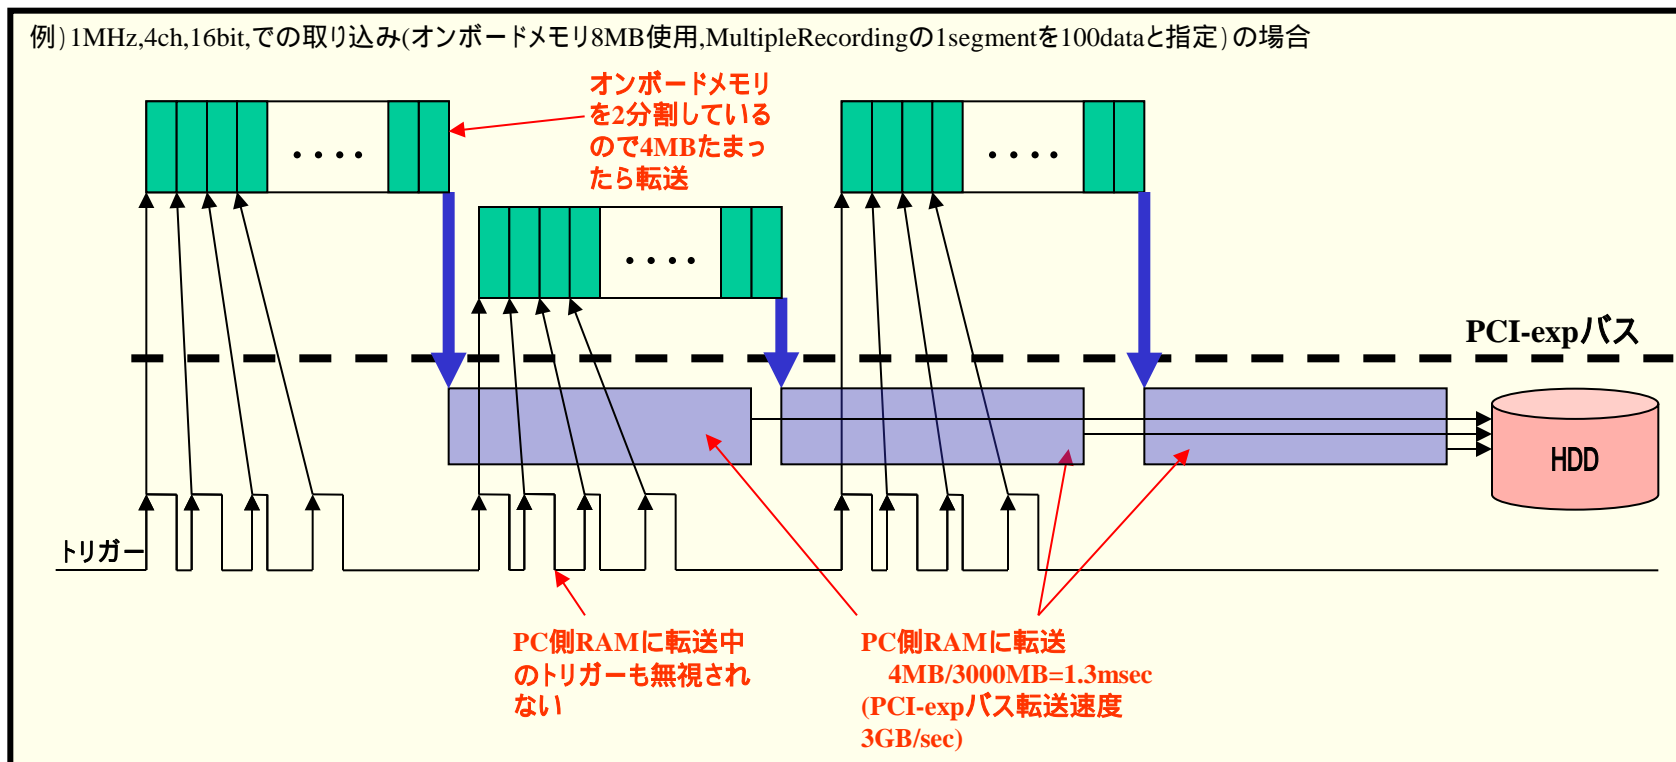 例)1MHz,4ch,16bit,での取り込み(オンボードメモリ8MB使用,MultipleRecordingの1segmentを100dataと指定)の場合
オンボードメモリ
を2分割している
ので4MBたまっ
たら転送
・・・・
・・・・
・・・・
PCI-expバス
HDD
トリガー
PC側RAMに転送中
のトリガーも無視され
ない
PC側RAMに転送
4MB/3000MB=1.3msec
(PCI-expバス転送速度
3GB/sec)